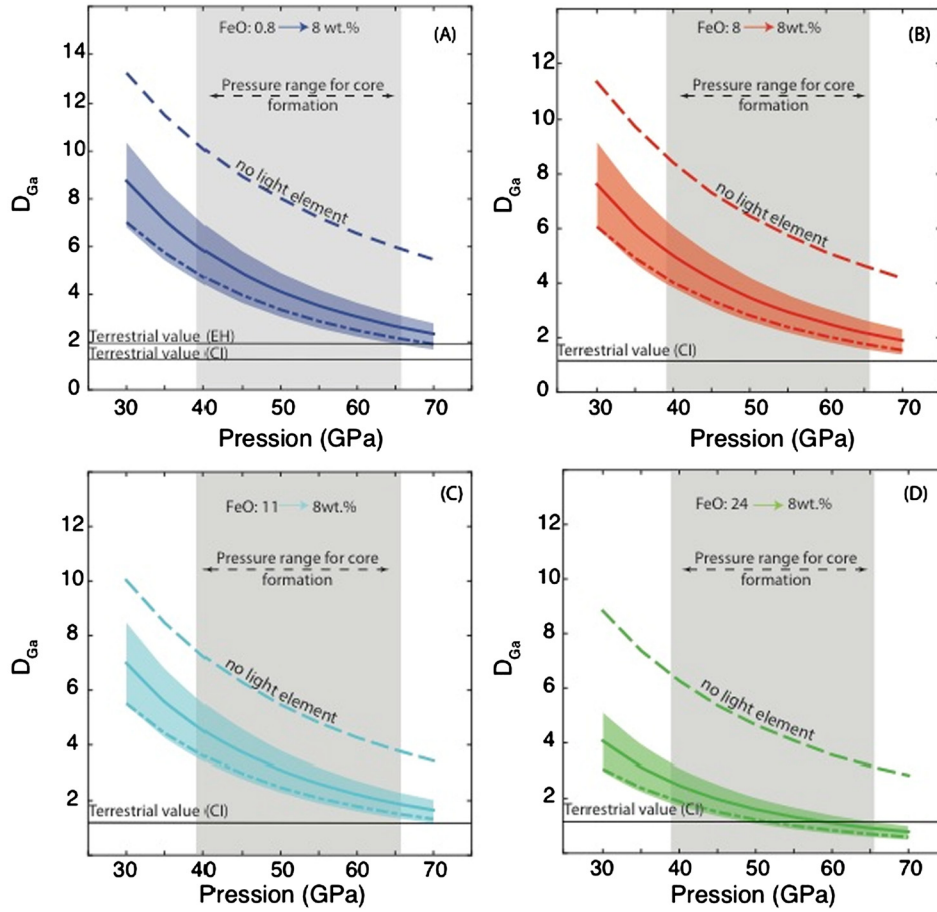 FeO: 0.8 → 8 wt.%
(A)
Pressure range for core
formation
no light element
Terrestrial value (EH)
Terrestrial value (CI)
14
12
10
8
6
4
2
0
D_Ga
30 40 50 60 70
Pression (GPa)
FeO: 8 → 8wt.%
(B)
Pressure range for core
formation
no light element
Terrestrial value (CI)
12
10
8
6
4
2
0
D_Ga
30 40 50 60 70
Pression (GPa)
FeO: 11 → 8wt.%
(C)
Pressure range for core
formation
no light element
Terrestrial value (CI)
12
10
8
6
4
2
D_Ga
30 40 50 60 70
Pression (GPa)
FeO: 24 → 8wt.%
(D)
Pressure range for core
formation
no light element
Terrestrial value (CI)
12
10
8
6
4
2
D_Ga
30 40 50 60 70
Pression (GPa)